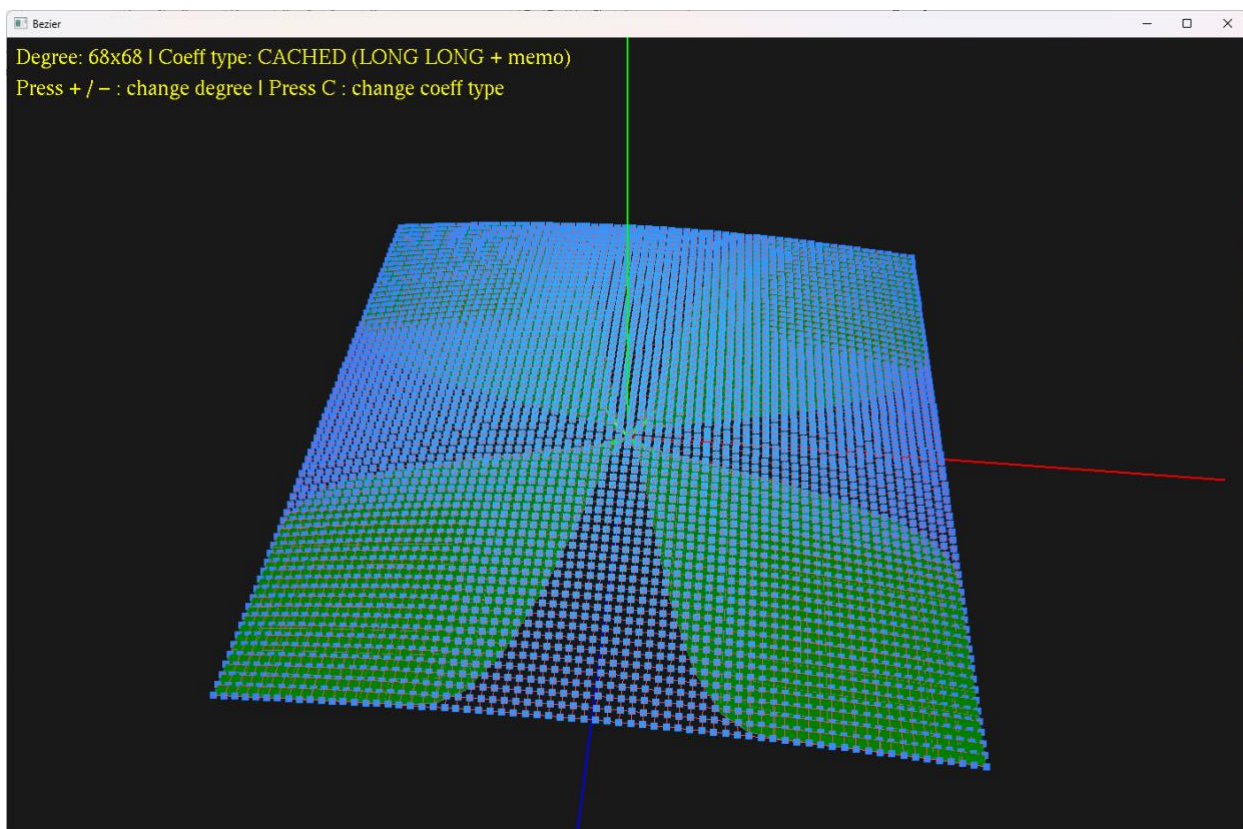 Bezier
Degree: 68x68 | Coeff type: CACHED (LONG LONG + memo)
Press + / − : change degree | Press C : change coeff type